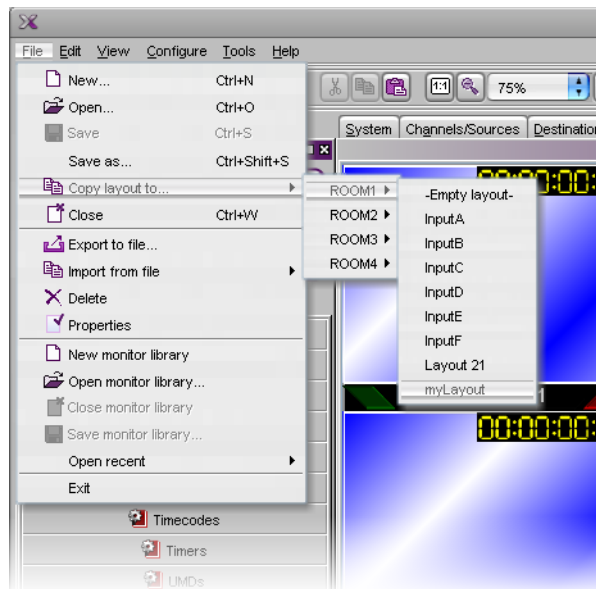 File Edit View Configure Tools Help
New... Ctrl+N
Open... Ctrl+O
Save Ctrl+S
Save as... Ctrl+Shift+S
Copy layout to...
Close Ctrl+W
Export to file...
Import from file
Delete
Properties
New monitor library
Open monitor library...
Close monitor library
Save monitor library...
Open recent
Exit
Timecodes
Timers
UMDs
1:1 75%
System Channels/Sources Destination
00:00:00:
ROOM1
ROOM2
ROOM3
ROOM4
-Empty layout-
InputA
InputB
InputC
InputD
InputE
InputF
Layout 21
myLayout
1
00:00:00: